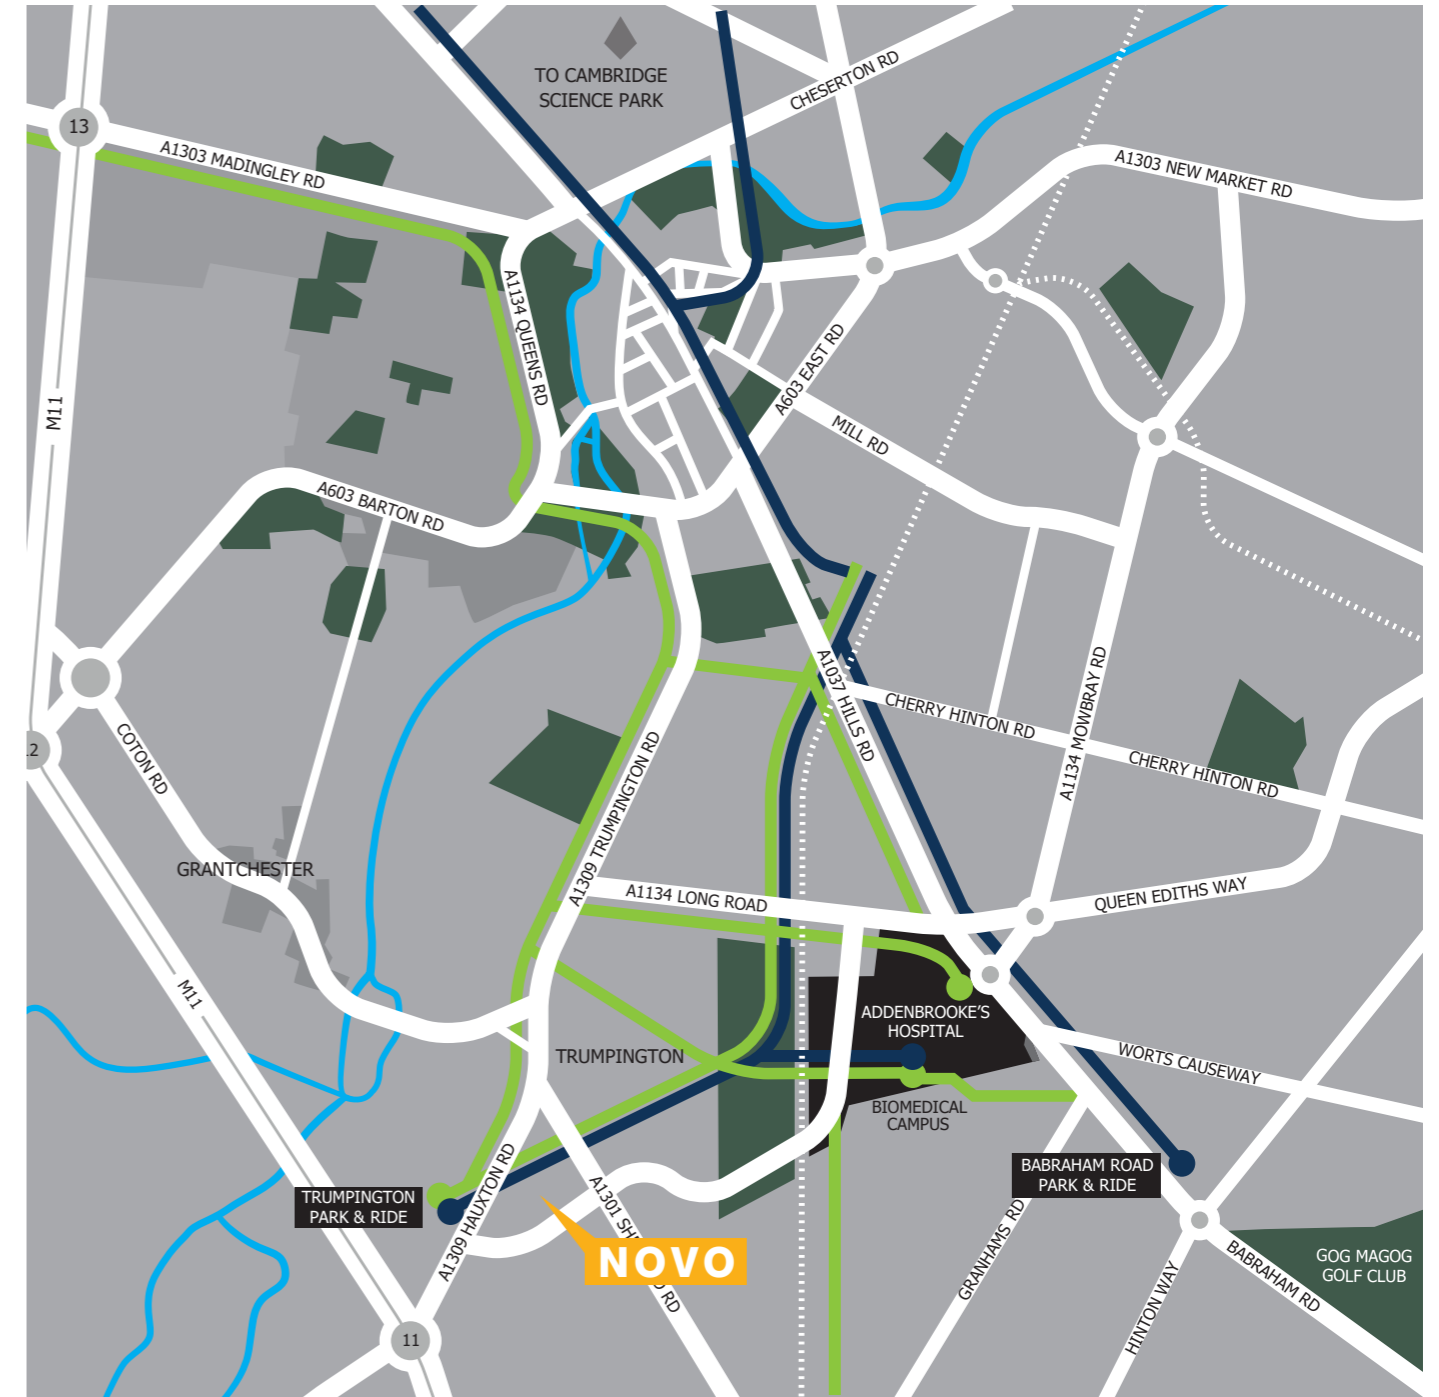 TO CAMBRIDGE
SCIENCE PARK
CHESERTON RD
13
A1303 MADINGLEY RD
A1303 NEW MARKET RD
A1134 QUEENS RD
A603 EAST RD
M11
MILL RD
A603 BARTON RD
A1037 HILLS RD
CHERRY HINTON RD
A1134 MOWBRAY RD
12
COTON RD
CHERRY HINTON RD
A1309 TRUMPINGTON RD
GRANTCHESTER
A1134 LONG ROAD
QUEEN EDITHS WAY
M11
ADDENBROOKE'S
HOSPITAL
TRUMPINGTON
WORTS CAUSEWAY
BIOMEDICAL
CAMPUS
BABRAHAM ROAD
PARK & RIDE
TRUMPINGTON
PARK & RIDE
A1309 HAUXTON RD
A1301 SH
RD
NOVO
GRANHAMS RD
HINTON WAY
BABRAHAM RD
GOG MAGOG
GOLF CLUB
11